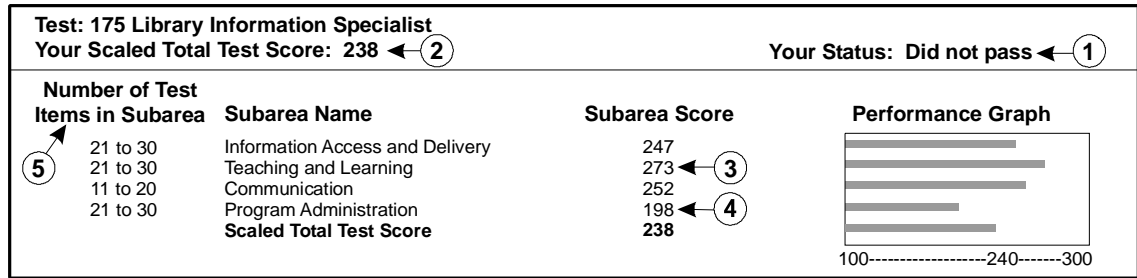 Test: 175 Library Information Specialist
Your Scaled Total Test Score: 238 2
Your Status: Did not pass 1
Number of Test
Items in Subarea Subarea Name Subarea Score Performance Graph
5
21 to 30 Information Access and Delivery 247
21 to 30 Teaching and Learning 273 3
11 to 20 Communication 252
21 to 30 Program Administration 198 4
Scaled Total Test Score 238
100-------------------240-------300